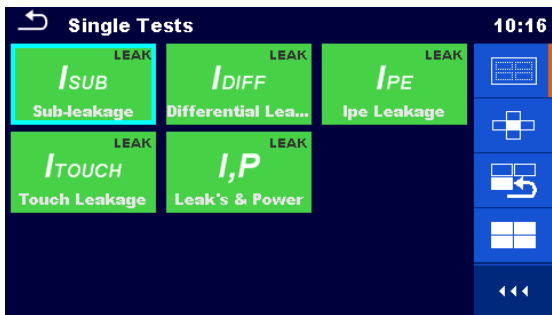 Single Tests 10:16
LEAK LEAK LEAK
ISUB IDIFF IPE
Sub-leakage Differential Lea... Ipe Leakage
LEAK LEAK
ITOUCH I,P
Touch Leakage Leak's & Power